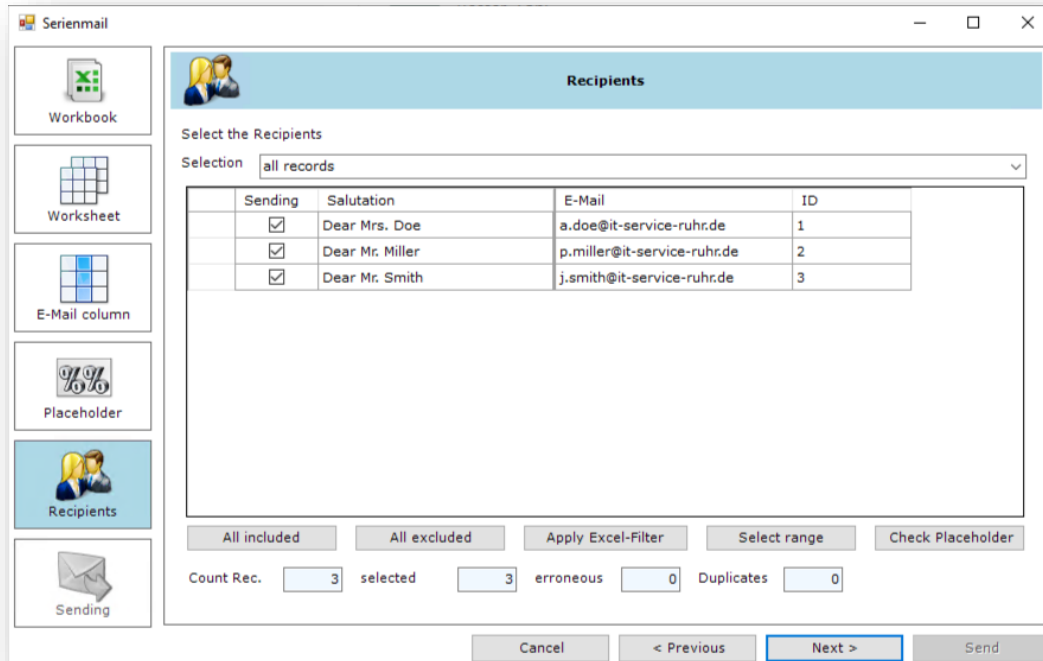 Serienmail
Workbook
Worksheet
E-Mail column
Placeholder
Recipients
Sending
Recipients
Select the Recipients
Selection all records
Sending Salutation E-Mail ID
Dear Mrs. Doe a.doe@it-service-ruhr.de 1
Dear Mr. Miller p.miller@it-service-ruhr.de 2
Dear Mr. Smith j.smith@it-service-ruhr.de 3
All included All excluded Apply Excel-Filter Select range Check Placeholder
Count Rec. 3 selected 3 erroneous 0 Duplicates 0
Cancel < Previous Next > Send